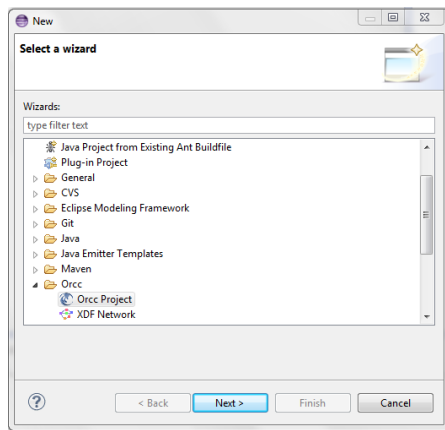 New
Select a wizard
Wizards:
type filter text
Java Project from Existing Ant Buildfile
Plug-in Project
General
CVS
Eclipse Modeling Framework
Git
Java
Java Emitter Templates
Maven
Orcc
Orcc Project
XDF Network
?
< Back Next > Finish Cancel